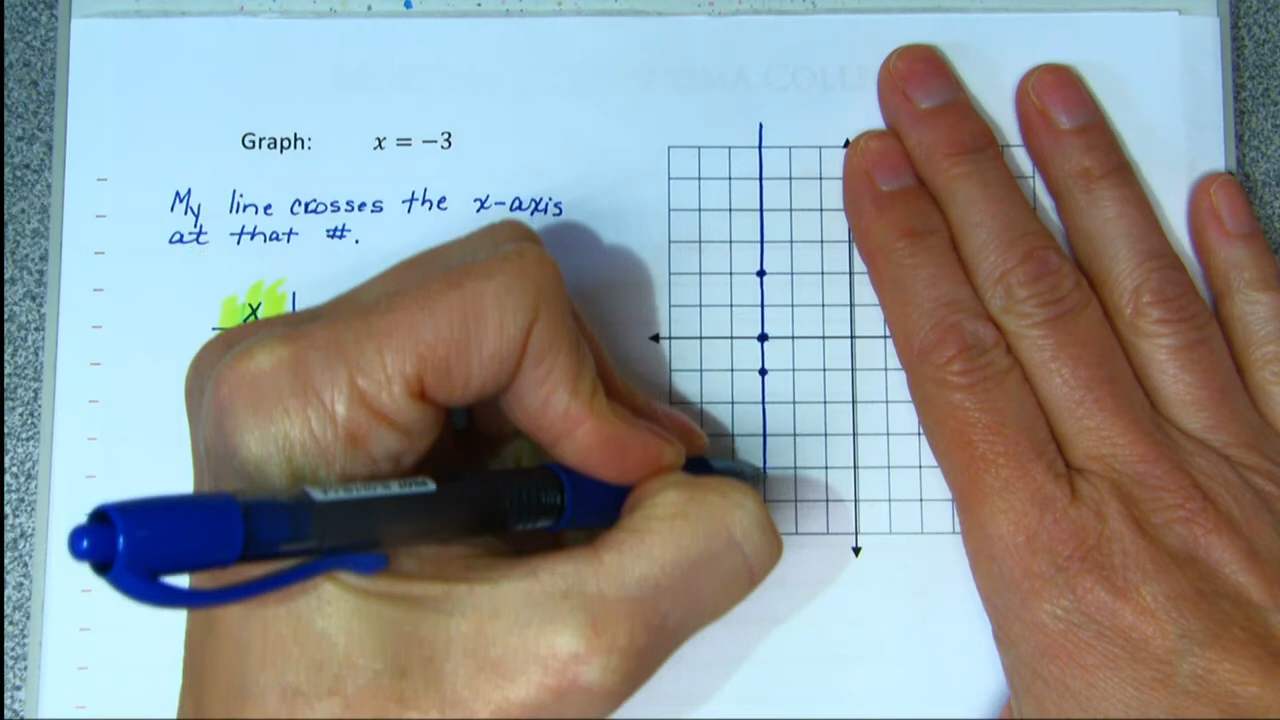 Graph: x = −3
My line crosses the x-axis
at that #.
x